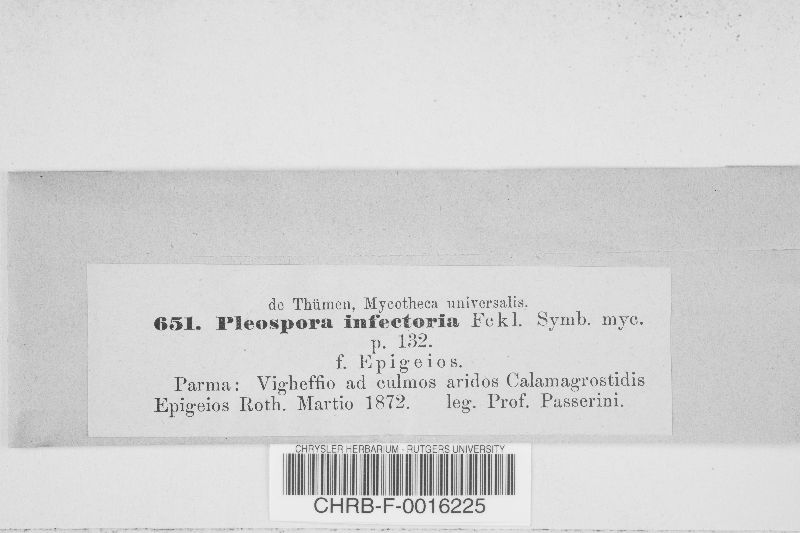 de Thümen, Mycotheca universalis.
651. Pleospora infectoria Fckl. Symb. myc.
p. 132.
f. Epigeios.
Parma: Vigheffio ad culmos aridos Calamagrostidis
Epigeios Roth. Martio 1872. leg. Prof. Passerini.
CHRYSLER HERBARIUM - RUTGERS UNIVERSITY
CHRB-F-0016225